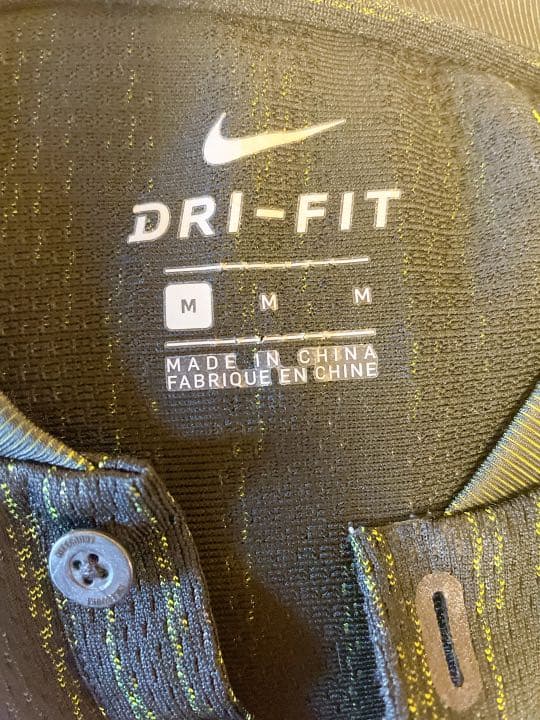 DRI-FIT
M M M
MADE IN CHINA
FABRIQUE EN CHINE